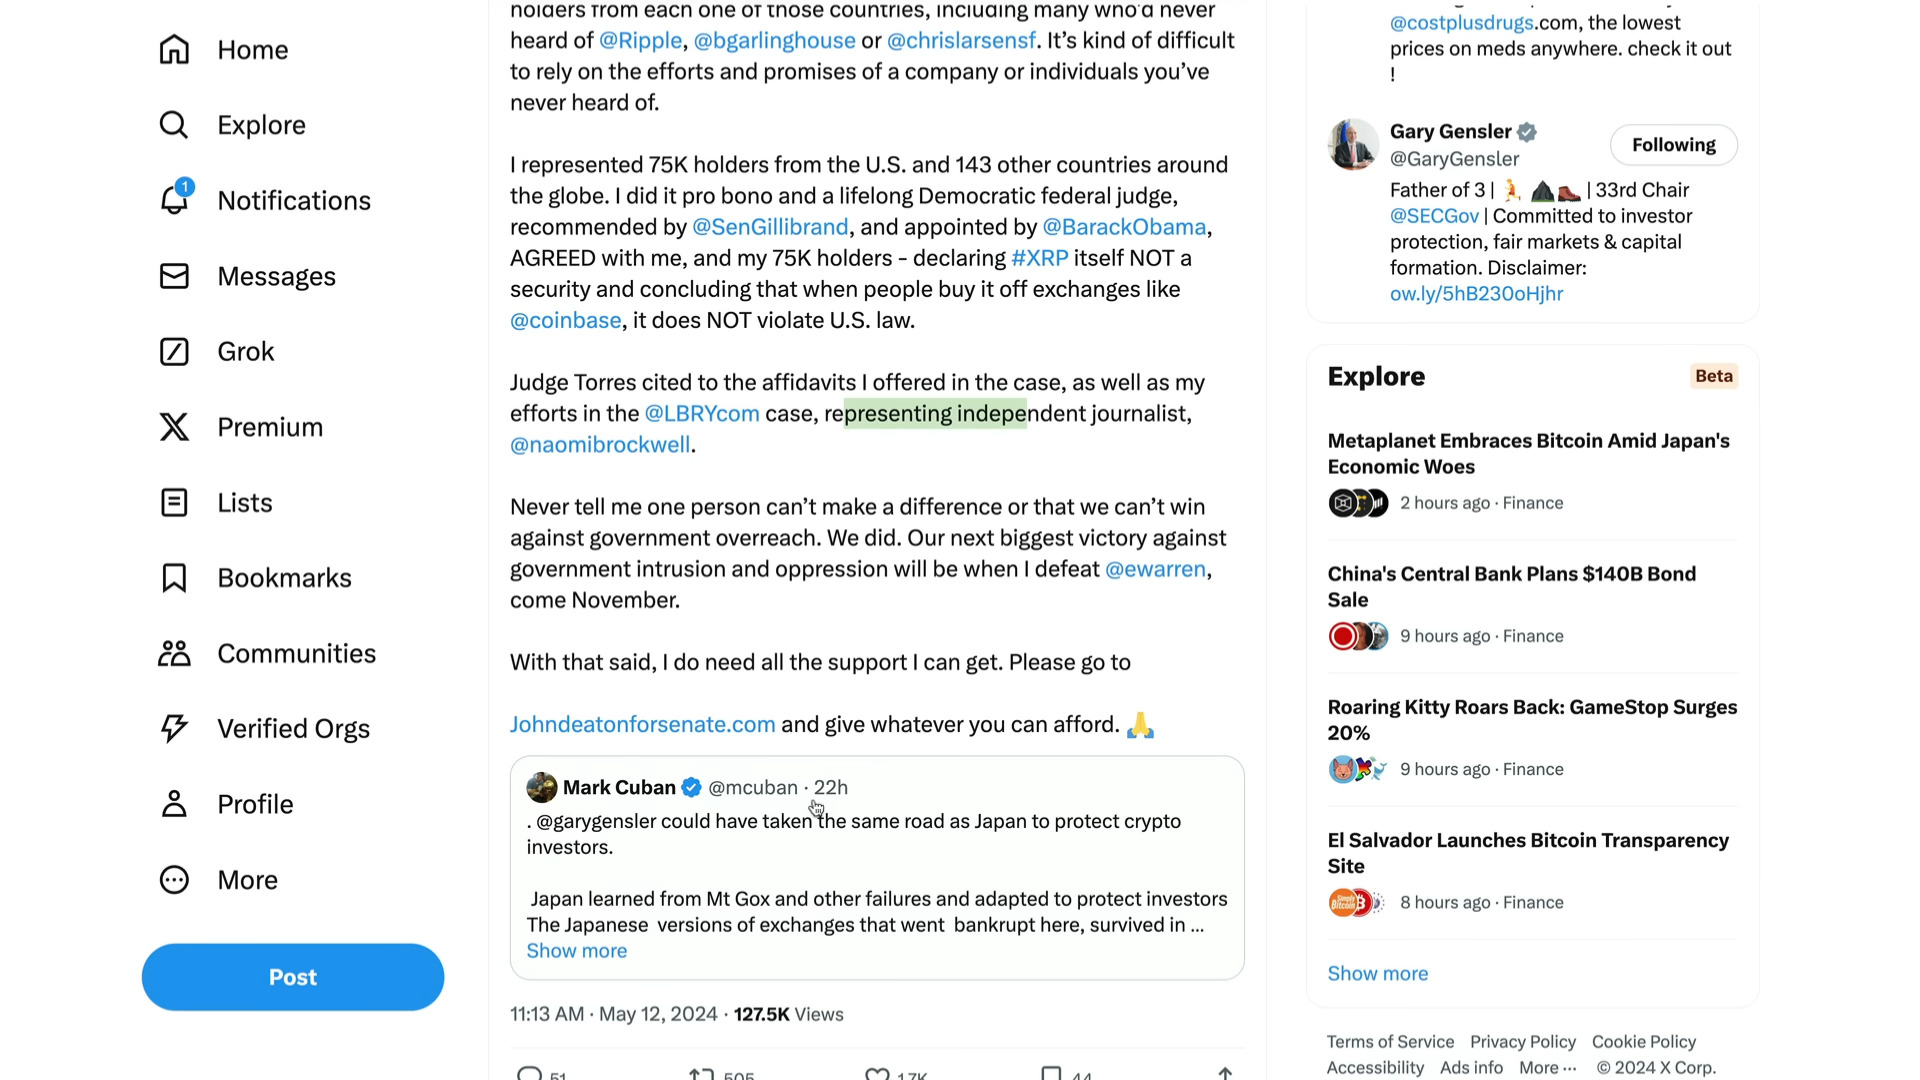 Home
Explore
1
Notifications
Messages
Grok
Premium
Lists
Bookmarks
Communities
Verified Orgs
Profile
More
Post
holders from each one of those countries, including many who'd never
heard of @Ripple, @bgarlinghouse or @chrislarsensf. It's kind of difficult
to rely on the efforts and promises of a company or individuals you've
never heard of.
I represented 75K holders from the U.S. and 143 other countries around
the globe. I did it pro bono and a lifelong Democratic federal judge,
recommended by @SenGillibrand, and appointed by @BarackObama,
AGREED with me, and my 75K holders - declaring #XRP itself NOT a
security and concluding that when people buy it off exchanges like
@coinbase, it does NOT violate U.S. law.
Judge Torres cited to the affidavits I offered in the case, as well as my
efforts in the @LBRYcom case, representing independent journalist,
@naomibrockwell.
Never tell me one person can't make a difference or that we can't win
against government overreach. We did. Our next biggest victory against
government intrusion and oppression will be when I defeat @ewarren,
come November.
With that said, I do need all the support I can get. Please go to
Johndeatonforsenate.com and give whatever you can afford. 🙏
Mark Cuban @mcuban · 22h
. @garygensler could have taken the same road as Japan to protect crypto
investors.
Japan learned from Mt Gox and other failures and adapted to protect investors
The Japanese versions of exchanges that went bankrupt here, survived in ...
Show more
11:13 AM · May 12, 2024 · 127.5K Views
51 505 1.7K 44
@costplusdrugs.com, the lowest
prices on meds anywhere. check it out
!
Gary Gensler
@GaryGensler
Following
Father of 3 | 🏃 ⛰️🥾 | 33rd Chair
@SECGov | Committed to investor
protection, fair markets & capital
formation. Disclaimer:
ow.ly/5hB230oHjhr
Explore
Beta
Metaplanet Embraces Bitcoin Amid Japan's
Economic Woes
2 hours ago · Finance
China's Central Bank Plans $140B Bond
Sale
9 hours ago · Finance
Roaring Kitty Roars Back: GameStop Surges
20%
9 hours ago · Finance
El Salvador Launches Bitcoin Transparency
Site
8 hours ago · Finance
Show more
Terms of Service Privacy Policy Cookie Policy
Accessibility Ads info More ··· © 2024 X Corp.